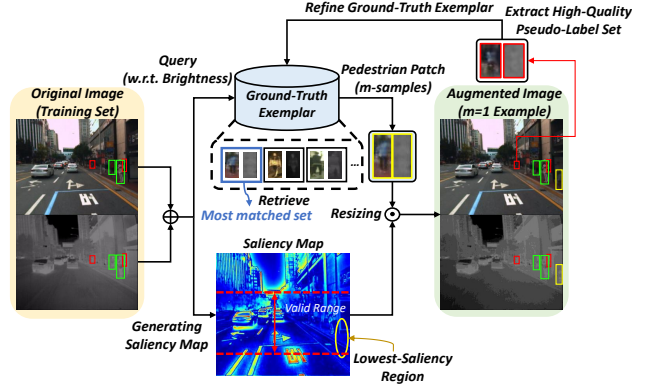 Refine Ground-Truth Exemplar
Extract High-Quality
Pseudo-Label Set
Query
(w.r.t. Brightness)
Ground-Truth
Exemplar
Pedestrian Patch
(m-samples)
Original Image
(Training Set)
Augmented Image
(m=1 Example)
...
Retrieve
Most matched set
Resizing
Saliency Map
Valid Range
Generating
Saliency Map
Lowest-Saliency
Region